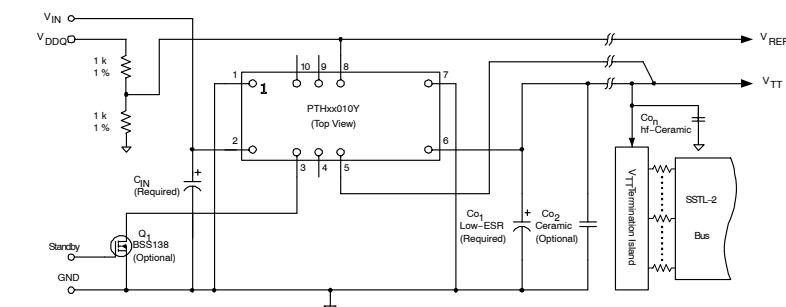 VIN
VDDQ
1 k
1 %
1 k
1 %
10 9 8
1
1
7
PTHxx010Y
(Top View)
2
6
3
4
5
VREF
VTT
Con
hf-Ceramic
CIN
(Required)
Q1
BSS138
(Optional)
Standby
GND
Co1
Low-ESR
(Required)
Co2
Ceramic
(Optional)
VTT Termination Island
SSTL-2
Bus